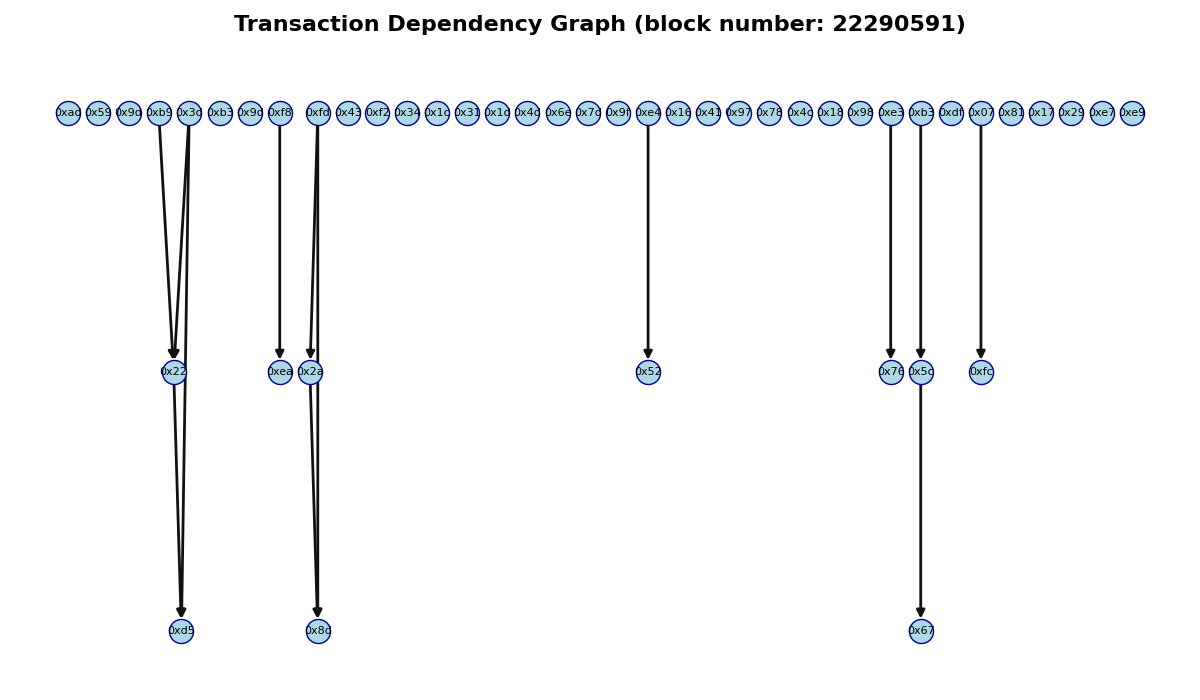 Transaction Dependency Graph (block number: 22290591)
0xad 0x59 0x9d 0xb9 0x3d 0xb3 0x9d 0xf8 0xfd 0x43 0xf2 0x34 0x1c 0x31 0x1d 0x4d 0x6e 0x7d 0x9f 0xe4 0x16 0x41 0x97 0x78 0x4c 0x18 0x98 0xe3 0xb3 0xdf 0x07 0x81 0x17 0x29 0xe7 0xe9
0x22 0xea 0x2a 0x52 0x76 0x5c 0xfc
0xd5 0x8d 0x67